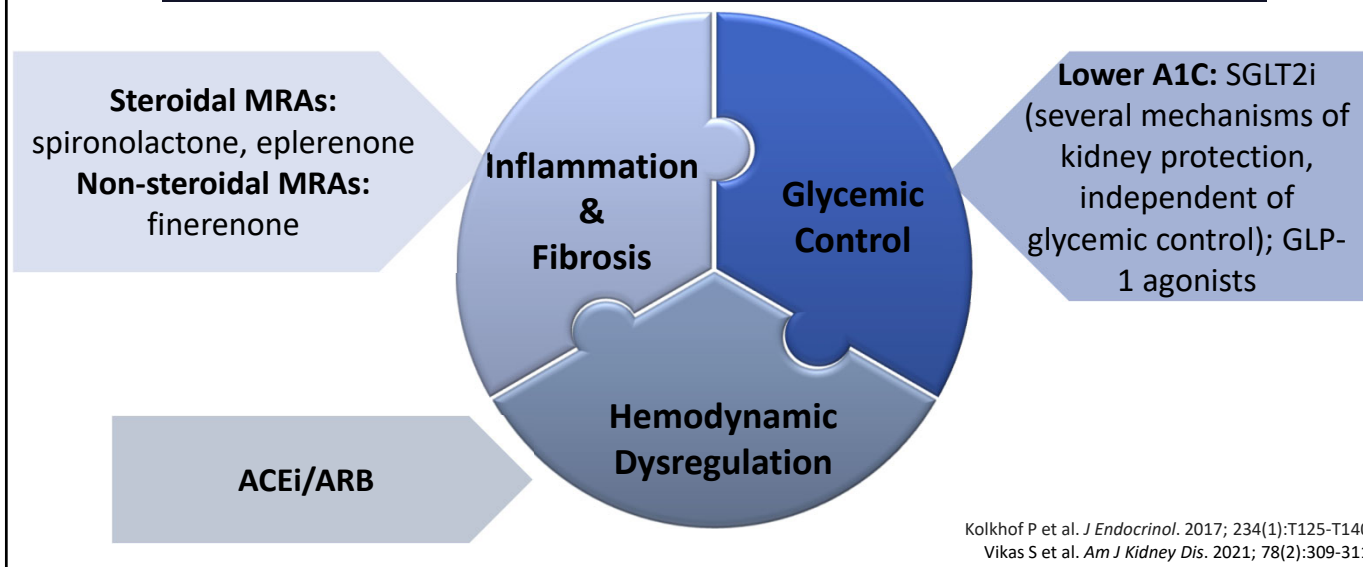 Steroidal MRAs:
spironolactone, eplerenone
Non-steroidal MRAs:
finerenone
Inflammation
&
Fibrosis
Glycemic
Control
Lower A1C: SGLT2i
(several mechanisms of
kidney protection,
independent of
glycemic control); GLP-
1 agonists
Hemodynamic
Dysregulation
ACEi/ARB
Kolkhof P et al. J Endocrinol. 2017; 234(1):T125-T140
Vikas S et al. Am J Kidney Dis. 2021; 78(2):309-311